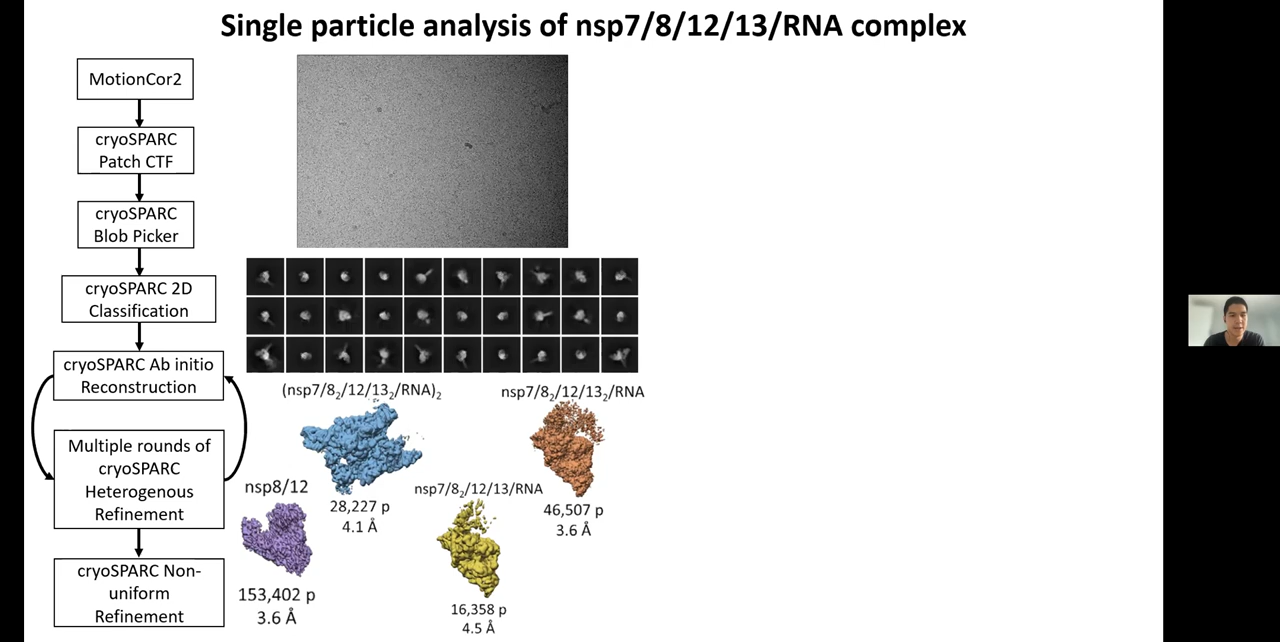 Single particle analysis of nsp7/8/12/13/RNA complex
MotionCor2
cryoSPARC
Patch CTF
cryoSPARC
Blob Picker
cryoSPARC 2D
Classification
cryoSPARC Ab initio
Reconstruction
Multiple rounds of
cryoSPARC
Heterogenous
Refinement
cryoSPARC Non-
uniform
Refinement
(nsp7/8₂/12/13₂/RNA)₂
28,227 p
4.1 Å
nsp7/8₂/12/13₂/RNA
46,507 p
3.6 Å
nsp8/12
153,402 p
3.6 Å
nsp7/8₂/12/13/RNA
16,358 p
4.5 Å